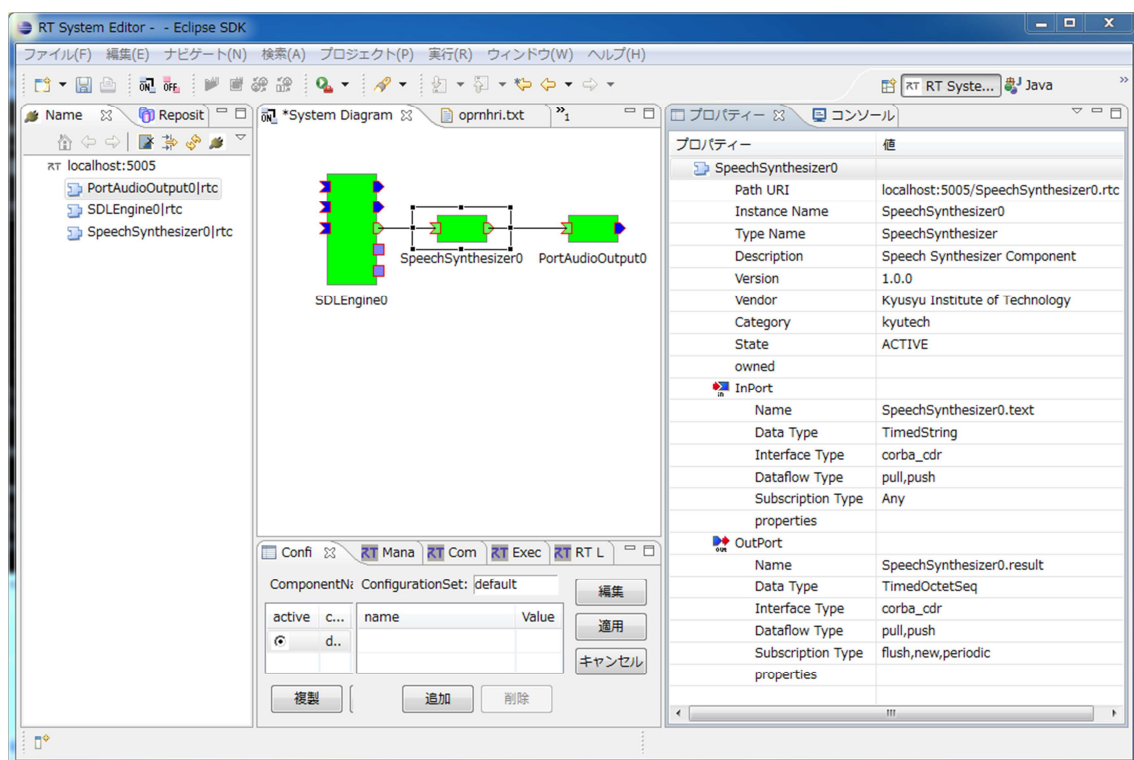 RT System Editor - - Eclipse SDK
ファイル(F) 編集(E) ナビゲート(N) 検索(A) プロジェクト(P) 実行(R) ウィンドウ(W) ヘルプ(H)
RT Syste... Java
Name Reposit
localhost:5005
PortAudioOutput0|rtc
SDLEngine0|rtc
SpeechSynthesizer0|rtc
*System Diagram oprnhri.txt »1
SpeechSynthesizer0 PortAudioOutput0
SDLEngine0
Confi RT Mana RT Com RT Exec RT RT L
ComponentNa ConfigurationSet: default 編集
active c... name Value 適用
d..
キャンセル
複製 追加 削除
プロパティー コンソール
プロパティー 値
SpeechSynthesizer0
Path URI localhost:5005/SpeechSynthesizer0.rtc
Instance Name SpeechSynthesizer0
Type Name SpeechSynthesizer
Description Speech Synthesizer Component
Version 1.0.0
Vendor Kyusyu Institute of Technology
Category kyutech
State ACTIVE
owned
InPort
Name SpeechSynthesizer0.text
Data Type TimedString
Interface Type corba_cdr
Dataflow Type pull,push
Subscription Type Any
properties
OutPort
Name SpeechSynthesizer0.result
Data Type TimedOctetSeq
Interface Type corba_cdr
Dataflow Type pull,push
Subscription Type flush,new,periodic
properties